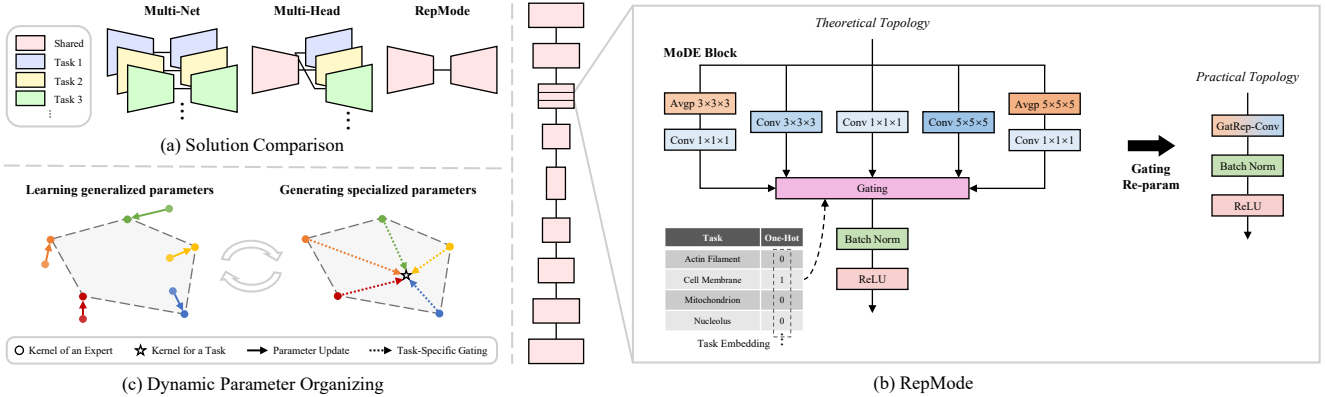 Multi-Net
Multi-Head
RepMode
Shared
Task 1
Task 2
Task 3
(a) Solution Comparison
Learning generalized parameters
Generating specialized parameters
Kernel of an Expert
Kernel for a Task
Parameter Update
Task-Specific Gating
(c) Dynamic Parameter Organizing
Theoretical Topology
MoDE Block
Avgp 3×3×3
Conv 1×1×1
Conv 3×3×3
Conv 1×1×1
Conv 5×5×5
Avgp 5×5×5
Conv 1×1×1
Gating
Batch Norm
ReLU
Task One-Hot
Actin Filament 0
Cell Membrane 1
Mitochondrion 0
Nucleolus 0
Task Embedding
Gating
Re-param
Practical Topology
GatRep-Conv
Batch Norm
ReLU
(b) RepMode